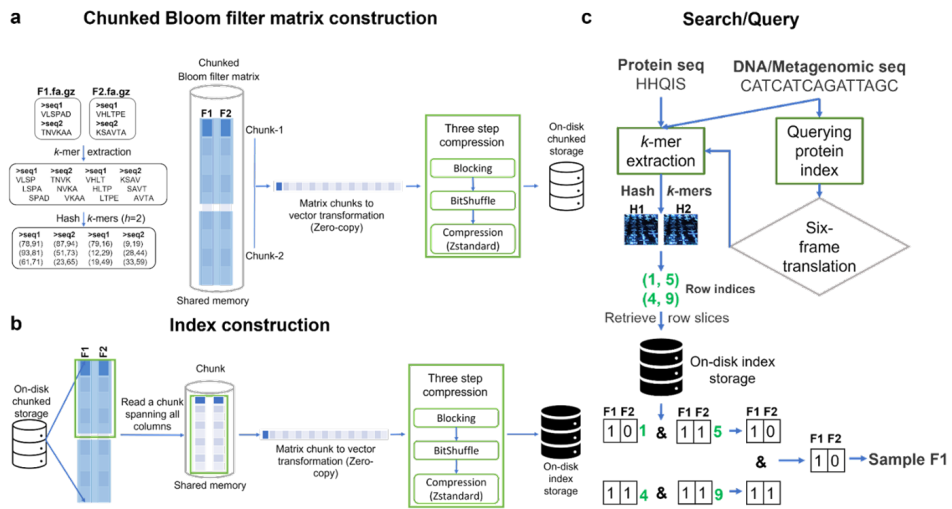 a Chunked Bloom filter matrix construction
F1.fa.gz F2.fa.gz
>seq1 >seq1
VLSPAD VHLTPE
>seq2 >seq2
TNVKAA KSAVTA
k-mer extraction
>seq1 >seq2 >seq1 >seq2
VLSP TNVK VHLT KSAV
LSPA NVKA HLTP SAVT
SPAD VKAA LTPE AVTA
Hash k-mers (h=2)
>seq1 >seq2 >seq1 >seq2
(78,91) (87,94) (79,16) (9,19)
(93,81) (51,73) (12,29) (28,44)
(61,71) (23,65) (19,49) (33,59)
Chunked
Bloom filter matrix
F1 F2
Chunk-1
Chunk-2
Shared memory
Matrix chunks to
vector transformation
(Zero-copy)
Three step
compression
Blocking
BitShuffle
Compression
(Zstandard)
On-disk
chunked
storage
b Index construction
On-disk
chunked
storage
F1 F2
Read a chunk
spanning all
columns
Chunk
Shared memory
Matrix chunk to vector
transformation (Zero-
copy)
Three step
compression
Blocking
BitShuffle
Compression
(Zstandard)
On-disk
index
storage
c Search/Query
Protein seq
HHQIS
DNA/Metagenomic seq
CATCATCAGATTAGC
k-mer
extraction
Querying
protein
index
Six-
frame
translation
Hash k-mers
H1 H2
(1, 5)
(4, 9)
Row indices
Retrieve row slices
On-disk index
storage
F1 F2 F1 F2 F1 F2
1 0 1 & 1 1 5 1 0
F1 F2
& 1 0 Sample F1
1 1 4 & 1 1 9 1 1